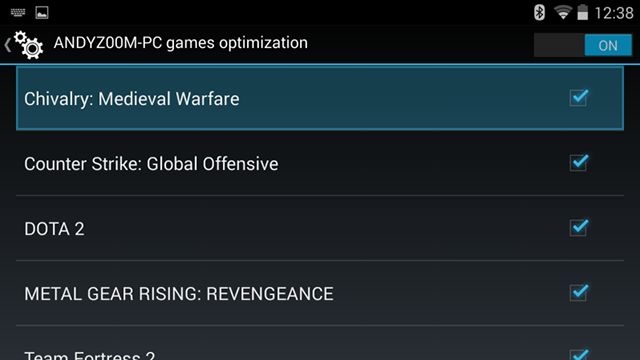 12:38
ANDYZ00M-PC games optimization
ON
Chivalry: Medieval Warfare
Counter Strike: Global Offensive
DOTA 2
METAL GEAR RISING: REVENGEANCE
Team Fortress 2